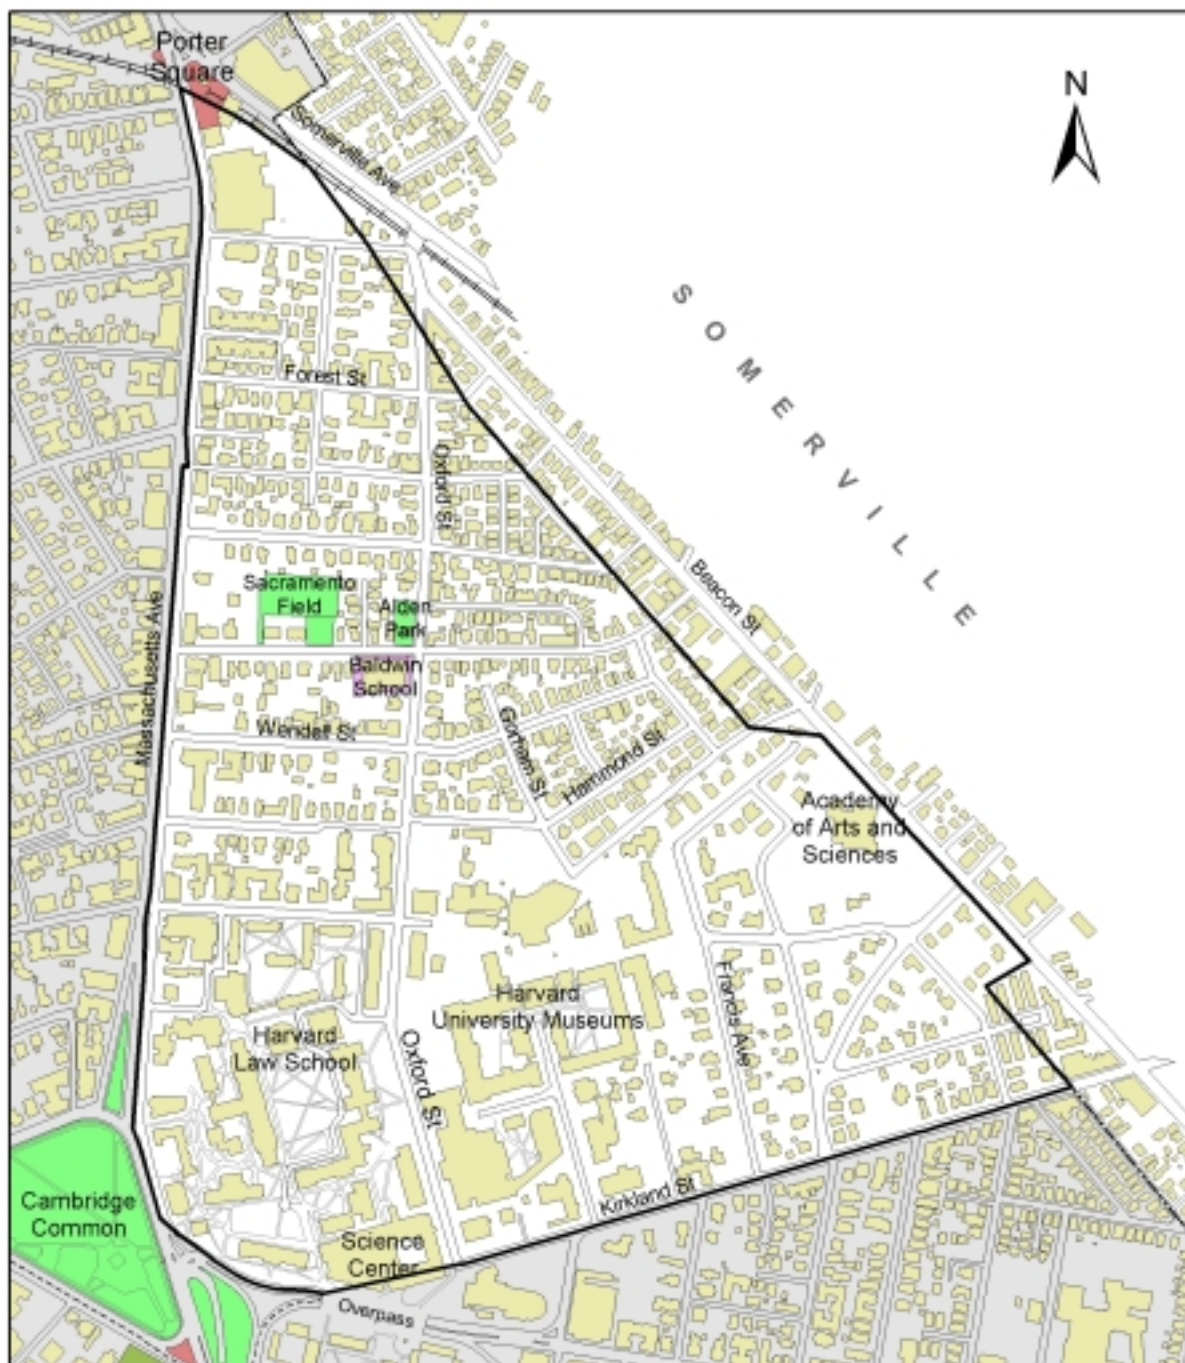 Porter
Square
N
Somerville Ave
SOMERVILLE
Forest St
Oxford St
Beacon St
Sacramento
Field
Alden
Park
Massachusetts Ave
Baldwin
School
Wendell St
Gorham St
Hammond St
Academy
of Arts and
Sciences
Harvard
University Museums
Francis Ave
Harvard
Law School
Oxford St
Cambridge
Common
Kirkland St
Science
Center
Overpass